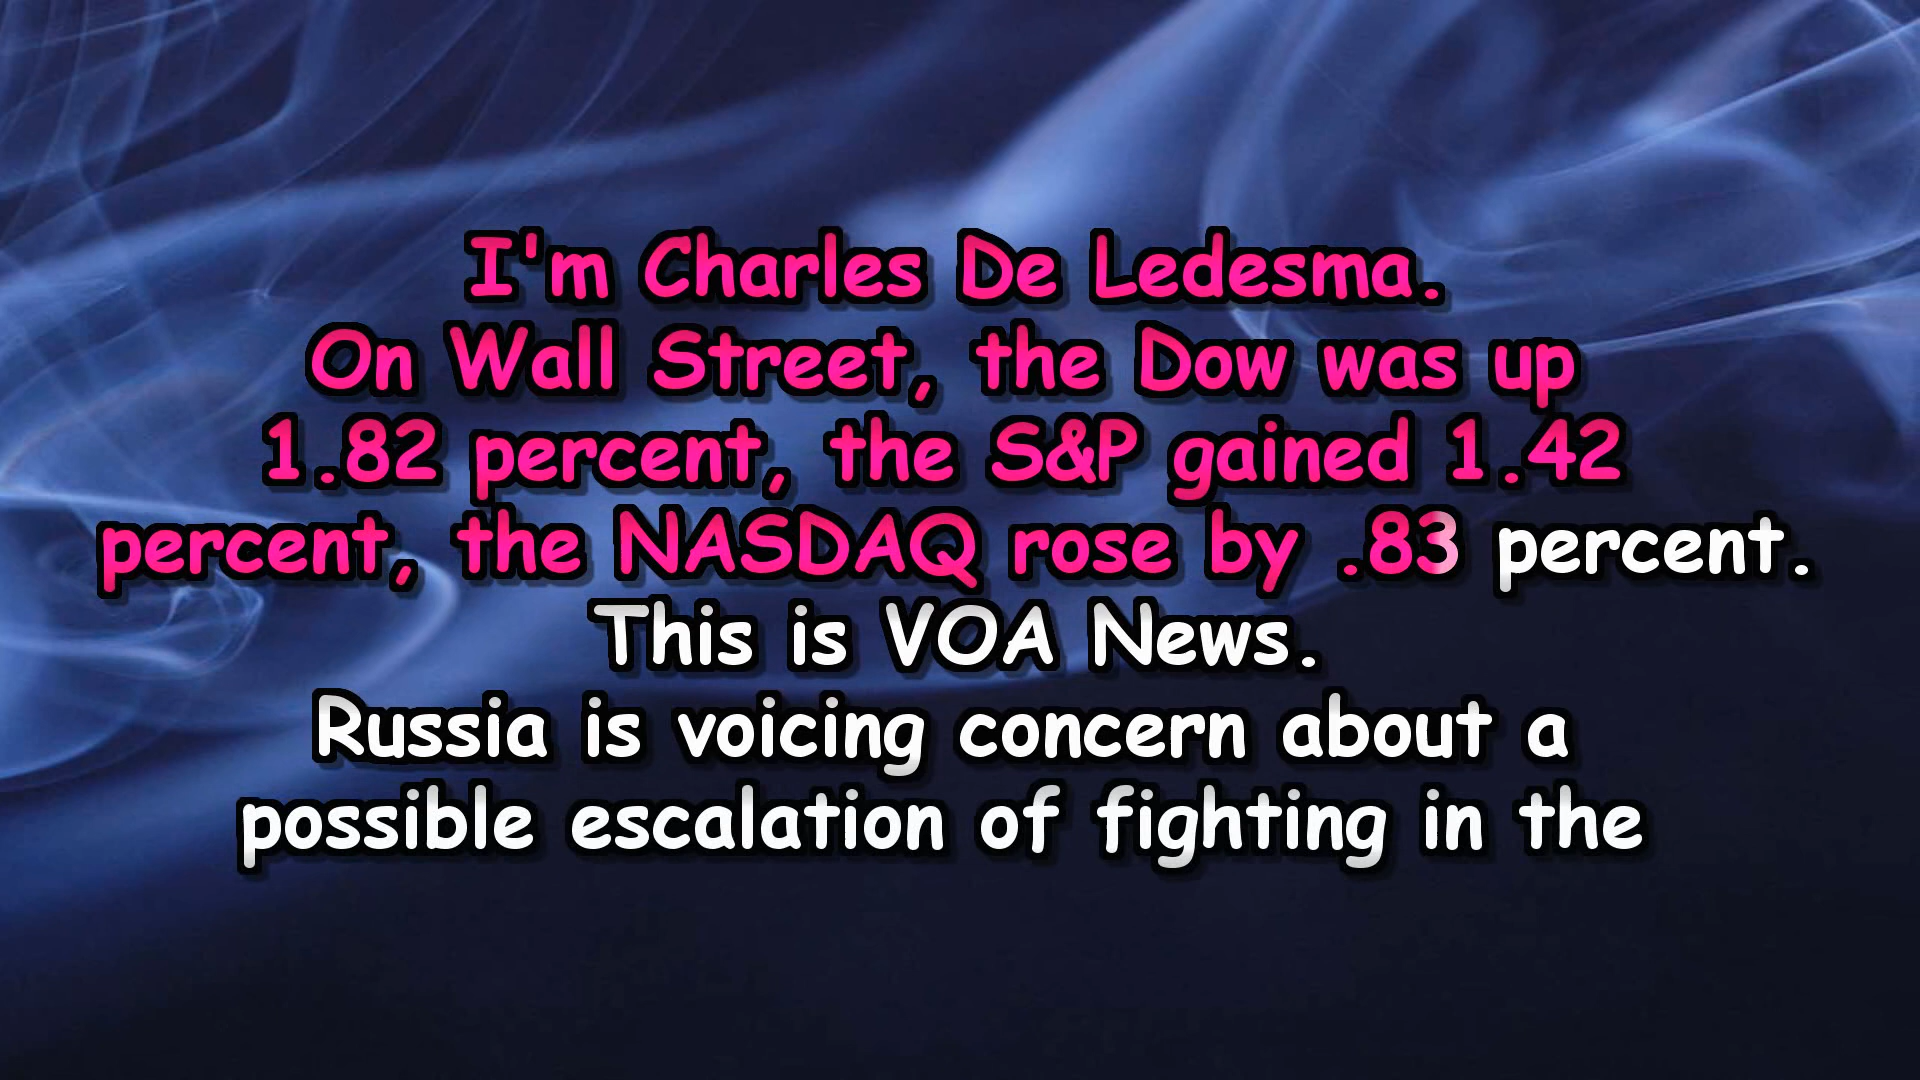 I'm Charles De Ledesma.
On Wall Street, the Dow was up
1.82 percent, the S&P gained 1.42
percent, the NASDAQ rose by .83 percent.
This is VOA News.
Russia is voicing concern about a
possible escalation of fighting in the